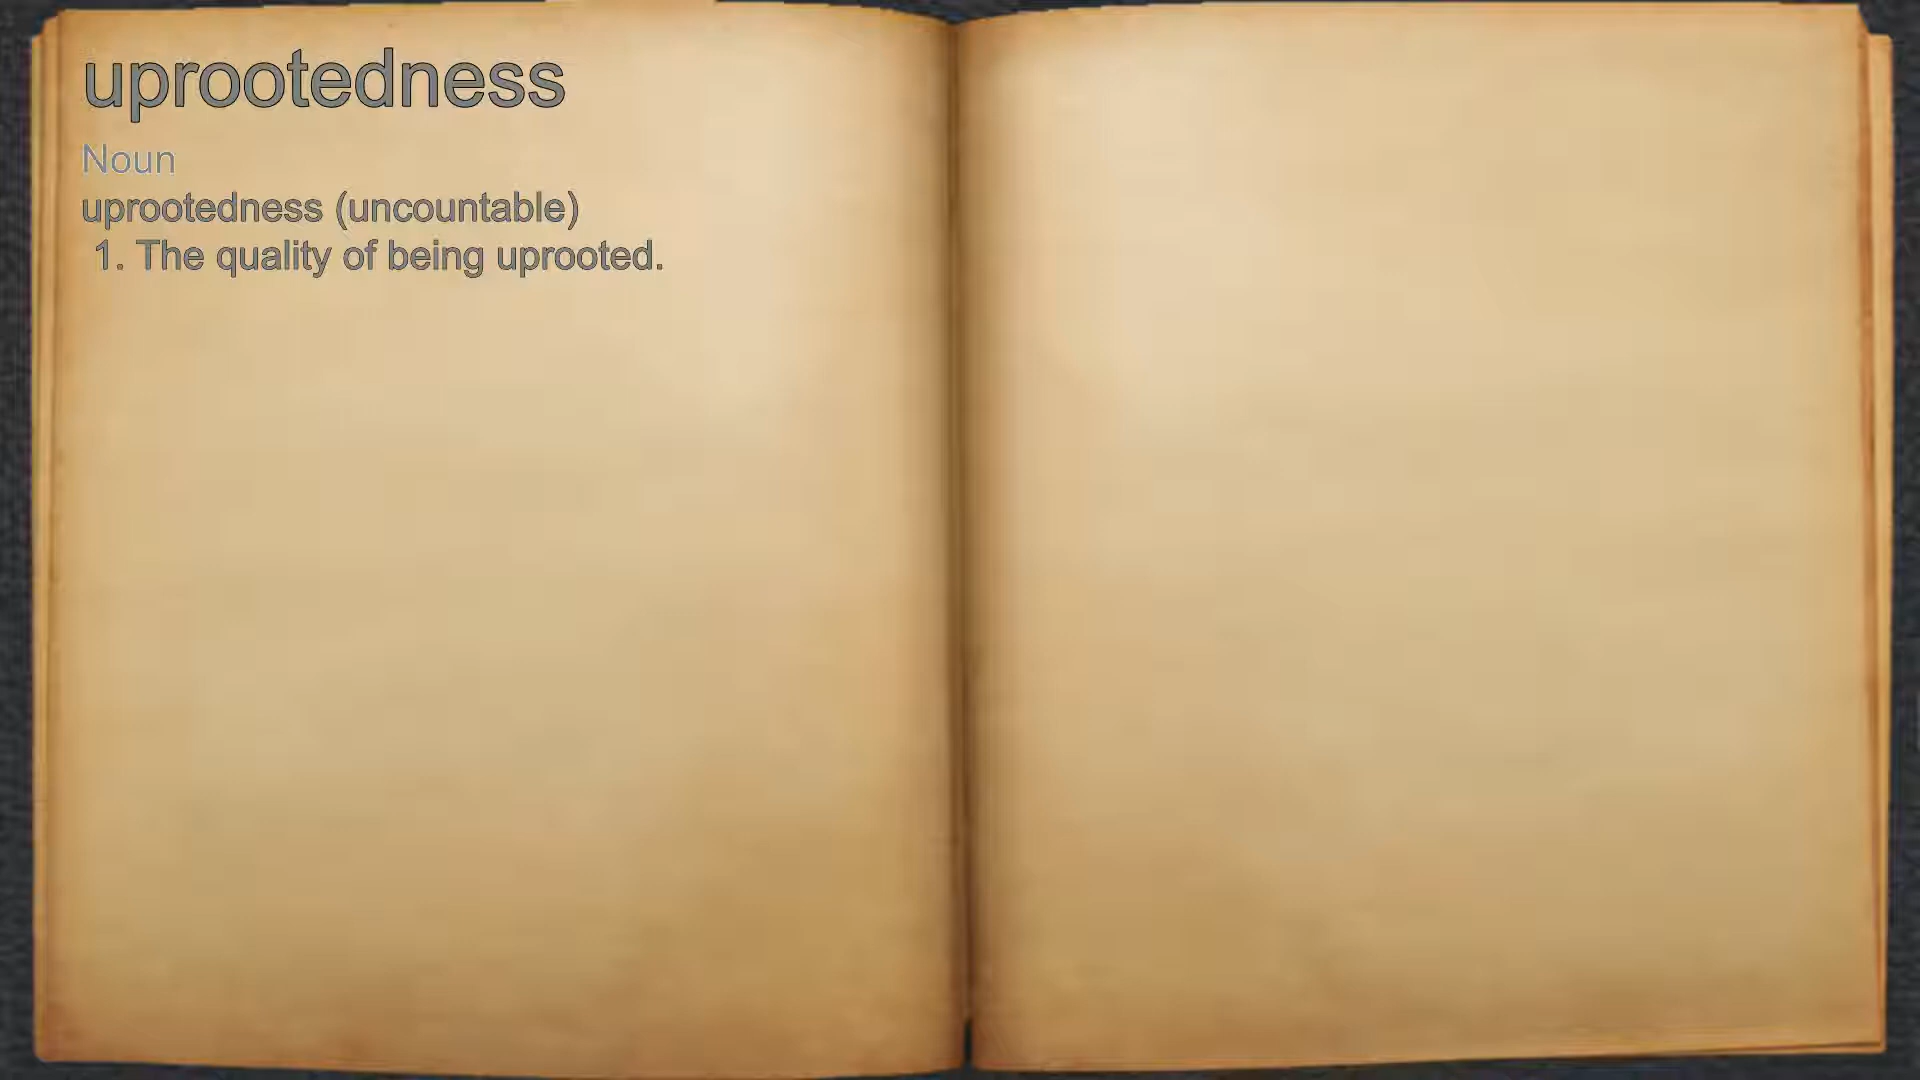 uprootedness
Noun
uprootedness (uncountable)
1. The quality of being uprooted.